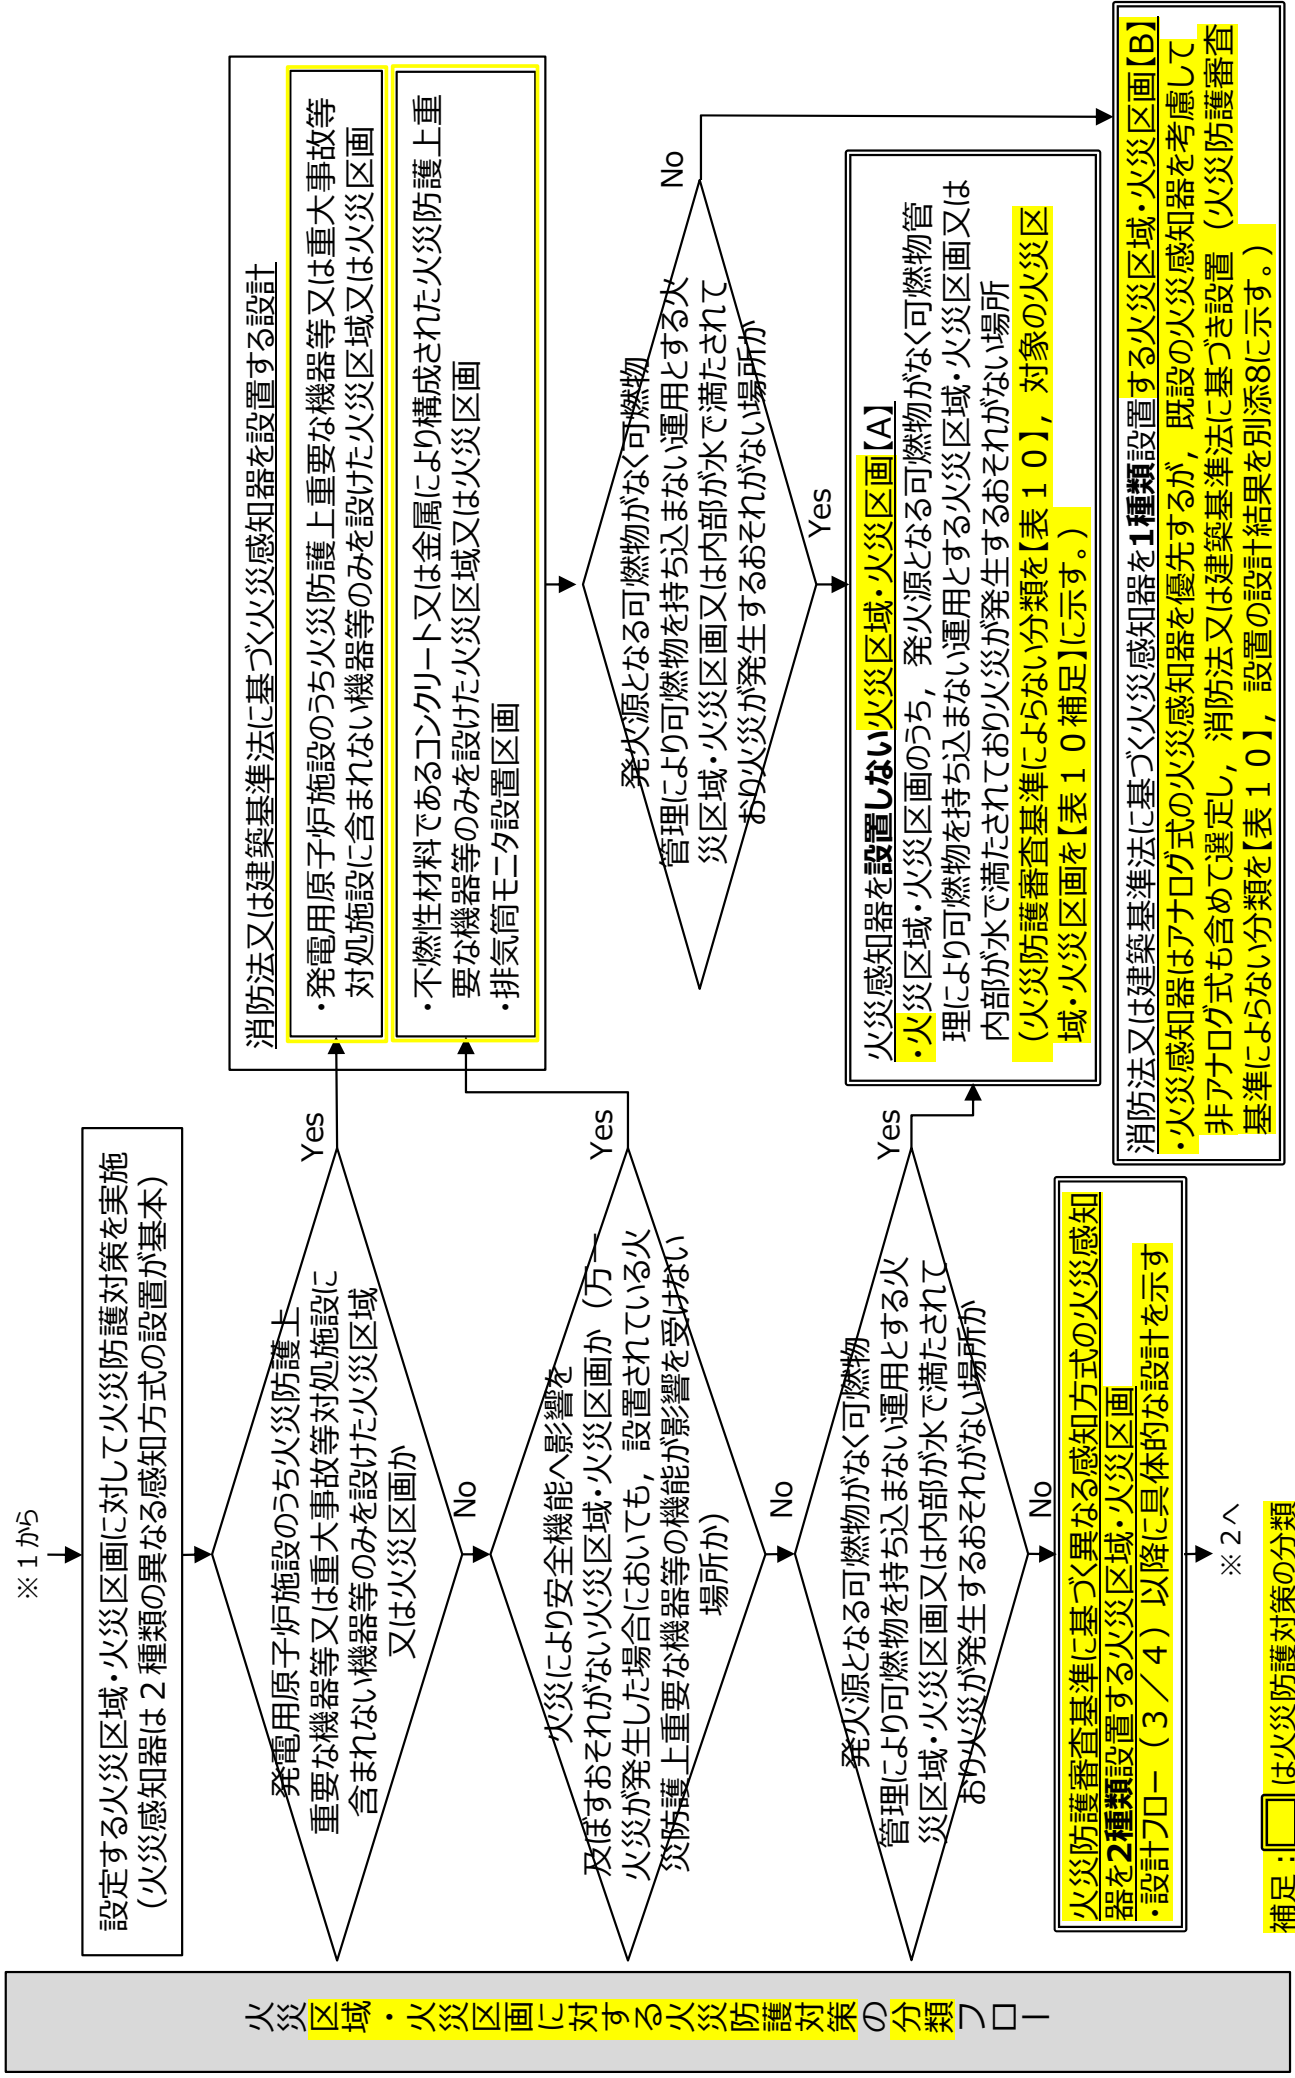 火災区域・火災区画に対する火災防護対策の分類フロー
※１から
設定する火災区域・火災区画に対して火災防護対策を実施
（火災感知器は２種類の異なる感知方式の設置が基本）
発電用原子炉施設のうち火災防護上
重要な機器等又は重大事故等対処施設に
含まれない機器等のみを設けた火災区域
又は火災区画か
Yes
No
火災により安全機能へ影響を
及ぼすおそれがない火災区域・火災区画か（万一
火災が発生した場合においても，設置されている火
災防護上重要な機器等の機能が影響を受けない
場所か）
Yes
No
発火源となる可燃物がなく可燃物
管理により可燃物を持ち込まない運用とする火
災区域・火災区画又は内部が水で満たされて
おり火災が発生するおそれがない場所か
Yes
No
火災防護審査基準に基づく異なる感知方式の火災感知
器を2種類設置する火災区域・火災区画
・設計フロー（３／４）以降に具体的な設計を示す
※２へ
補足： は火災防護対策の分類
消防法又は建築基準法に基づく火災感知器を設置する設計
・発電用原子炉施設のうち火災防護上重要な機器等又は重大事故等
対処施設に含まれない機器等のみを設けた火災区域又は火災区画
・不燃性材料であるコンクリート又は金属により構成された火災防護上重
要な機器等のみを設けた火災区域又は火災区画
・排気筒モニタ設置区画
発火源となる可燃物がなく可燃物
管理により可燃物を持ち込まない運用とする火
災区域・火災区画又は内部が水で満たされて
おり火災が発生するおそれがない場所か
No
Yes
火災感知器を設置しない火災区域・火災区画【A】
・火災区域・火災区画のうち，発火源となる可燃物がなく可燃物管
理により可燃物を持ち込まない運用とする火災区域・火災区画又は
内部が水で満たされており火災が発生するおそれがない場所
（火災防護審査基準によらない分類を【表１０】，対象の火災区
域・火災区画を【表１０補足】に示す。）
消防法又は建築基準法に基づく火災感知器を1種類設置する火災区域・火災区画【B】
・火災感知器はアナログ式の火災感知器を優先するが，既設の火災感知器を考慮して
非アナログ式も含めて選定し，消防法又は建築基準法に基づき設置（火災防護審査
基準によらない分類を【表１０】，設置の設計結果を別添8に示す。）